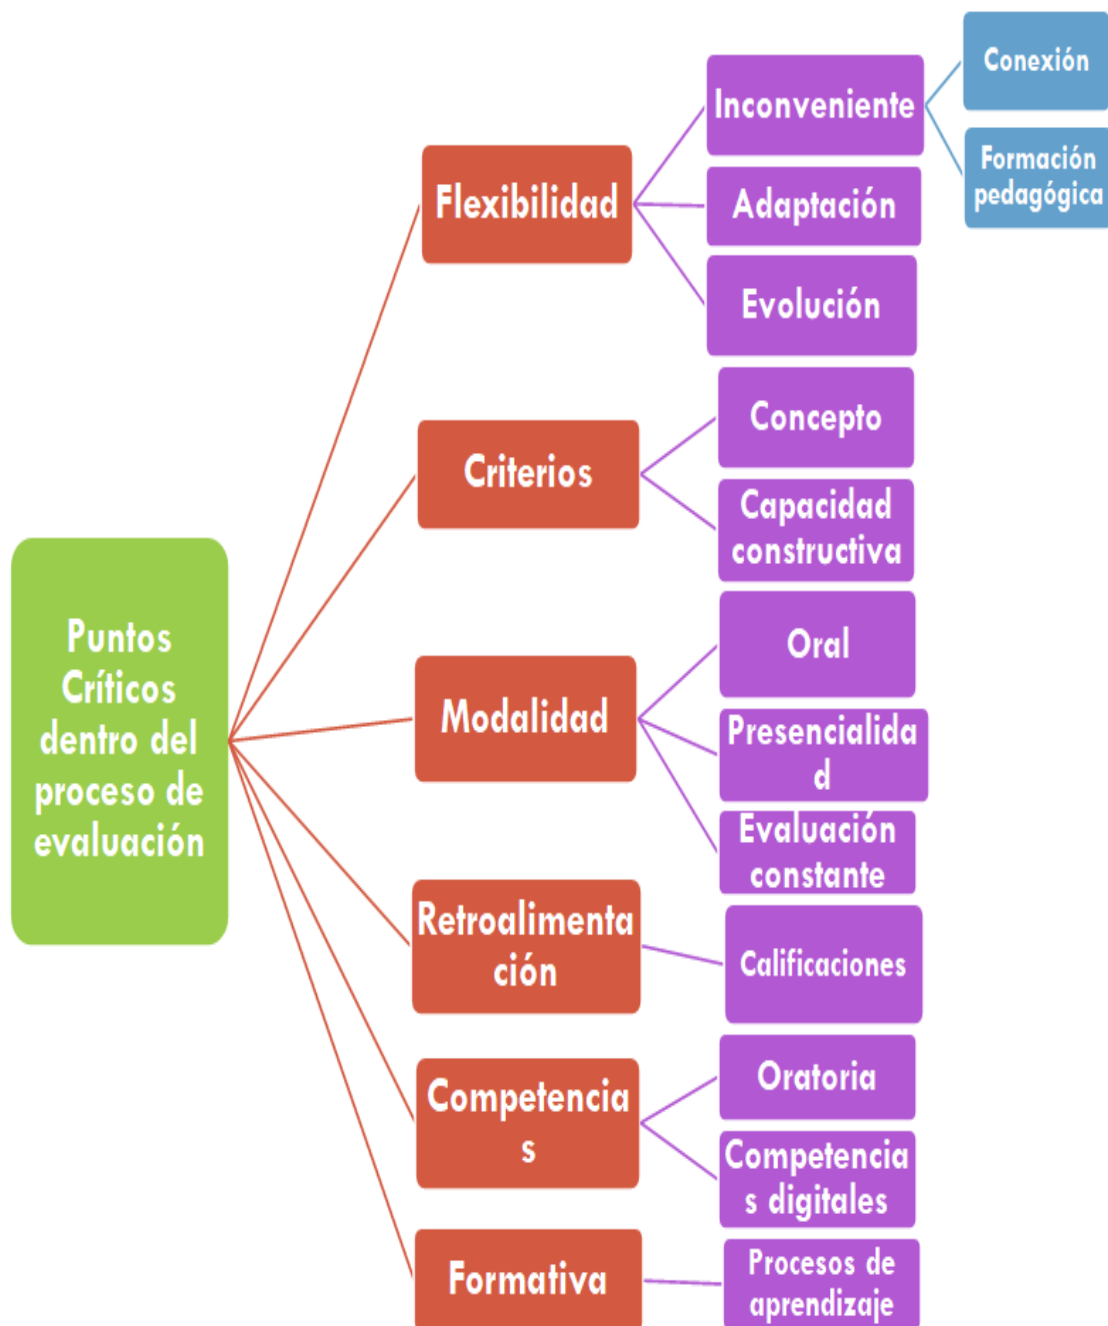 Puntos
Críticos
dentro del
proceso de
evaluación
Flexibilidad
Inconveniente
Conexión
Formación
pedagógica
Adaptación
Evolución
Criterios
Concepto
Capacidad
constructiva
Modalidad
Oral
Presencialida
d
Evaluación
constante
Retroalimenta
ción
Calificaciones
Competencia
s
Oratoria
Competencia
s digitales
Formativa
Procesos de
aprendizaje